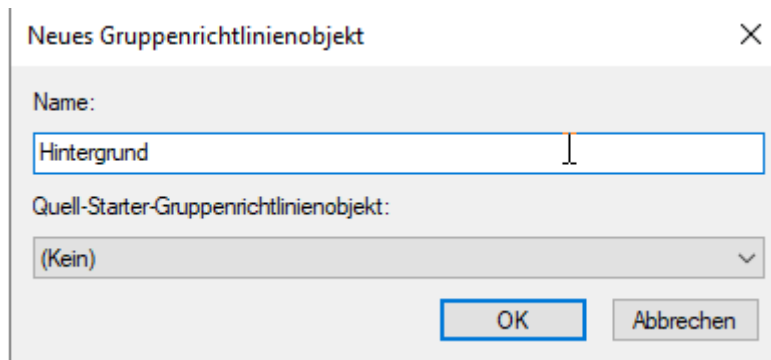 Neues Gruppenrichtlinienobjekt
Name:
Hintergrund
Quell-Starter-Gruppenrichtlinienobjekt:
(Kein)
OK
Abbrechen